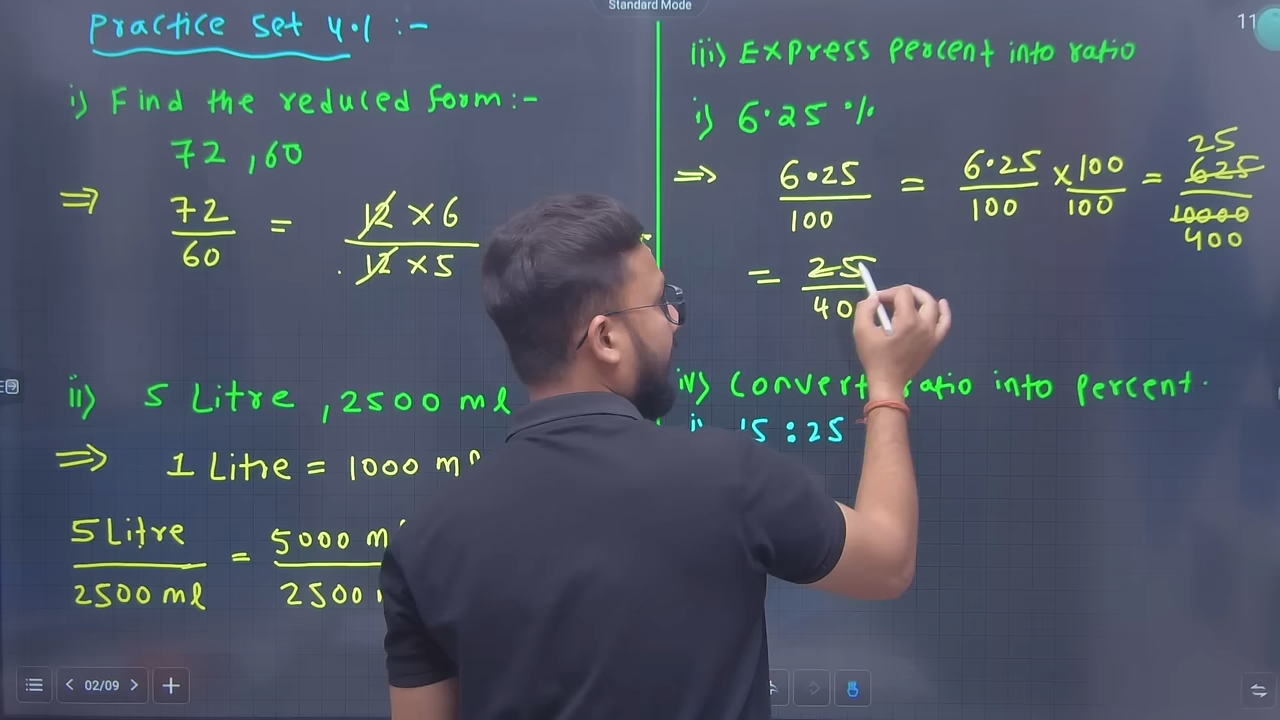 Standard Mode
11
Practice Set 4.1 :-
i) Find the reduced form :-
72 , 60
⇒ 72/60 = 12 × 6 / 12 × 5
ii) 5 Litre , 2500 ml
⇒ 1 Litre = 1000 m
5 Litre / 2500 ml = 5000 m / 2500
iii) Express percent into ratio
i) 6.25 %
⇒ 6.25/100 = 6.25/100 × 100/100 = 625/10000
25
400
= 25/40
iv) Convert ratio into percent.
i) 15 : 25
02/09